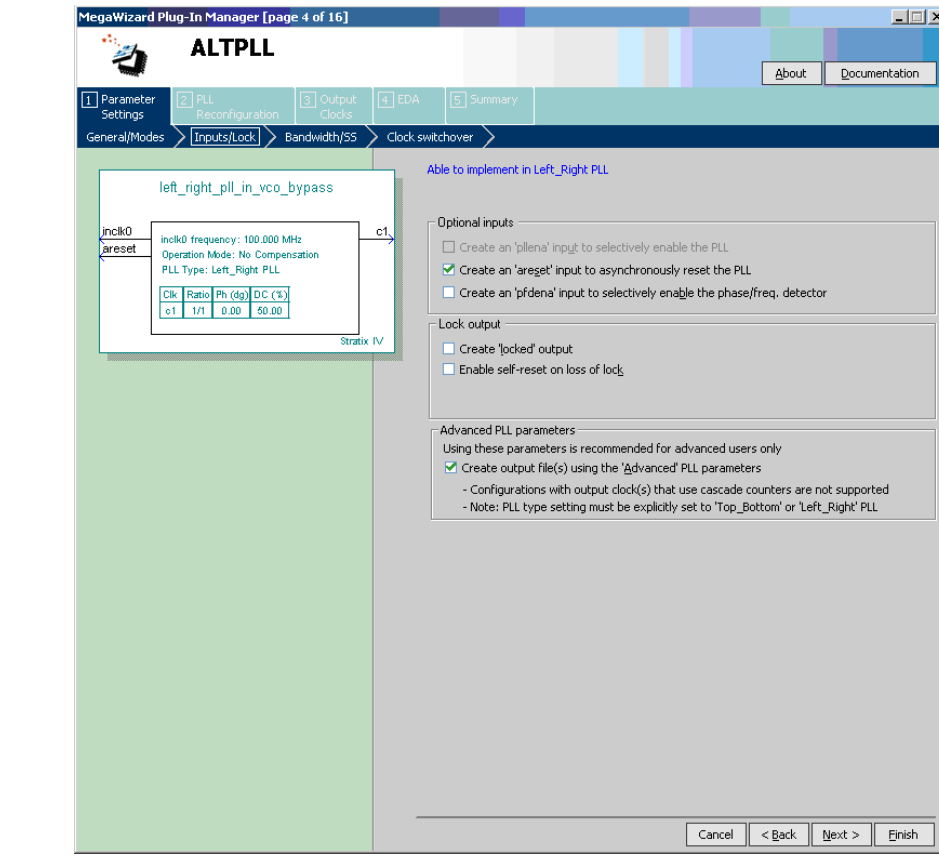 MegaWizard Plug-In Manager [page 4 of 16]
ALTPLL
About
Documentation
1 Parameter Settings
2 PLL Reconfiguration
3 Output Clocks
4 EDA
5 Summary
General/Modes
Inputs/Lock
Bandwidth/SS
Clock switchover
left_right_pll_in_vco_bypass
inclk0
areset
c1
inclk0 frequency: 100.000 MHz
Operation Mode: No Compensation
PLL Type: Left_Right PLL
Clk Ratio Ph (dg) DC (%)
c1 1/1 0.00 50.00
Stratix IV
Able to implement in Left_Right PLL
Optional inputs
Create an 'pllena' input to selectively enable the PLL
Create an 'areset' input to asynchronously reset the PLL
Create an 'pfdena' input to selectively enable the phase/freq. detector
Lock output
Create 'locked' output
Enable self-reset on loss of lock
Advanced PLL parameters
Using these parameters is recommended for advanced users only
Create output file(s) using the 'Advanced' PLL parameters
- Configurations with output clock(s) that use cascade counters are not supported
- Note: PLL type setting must be explicitly set to 'Top_Bottom' or 'Left_Right' PLL
Cancel
< Back
Next >
Finish